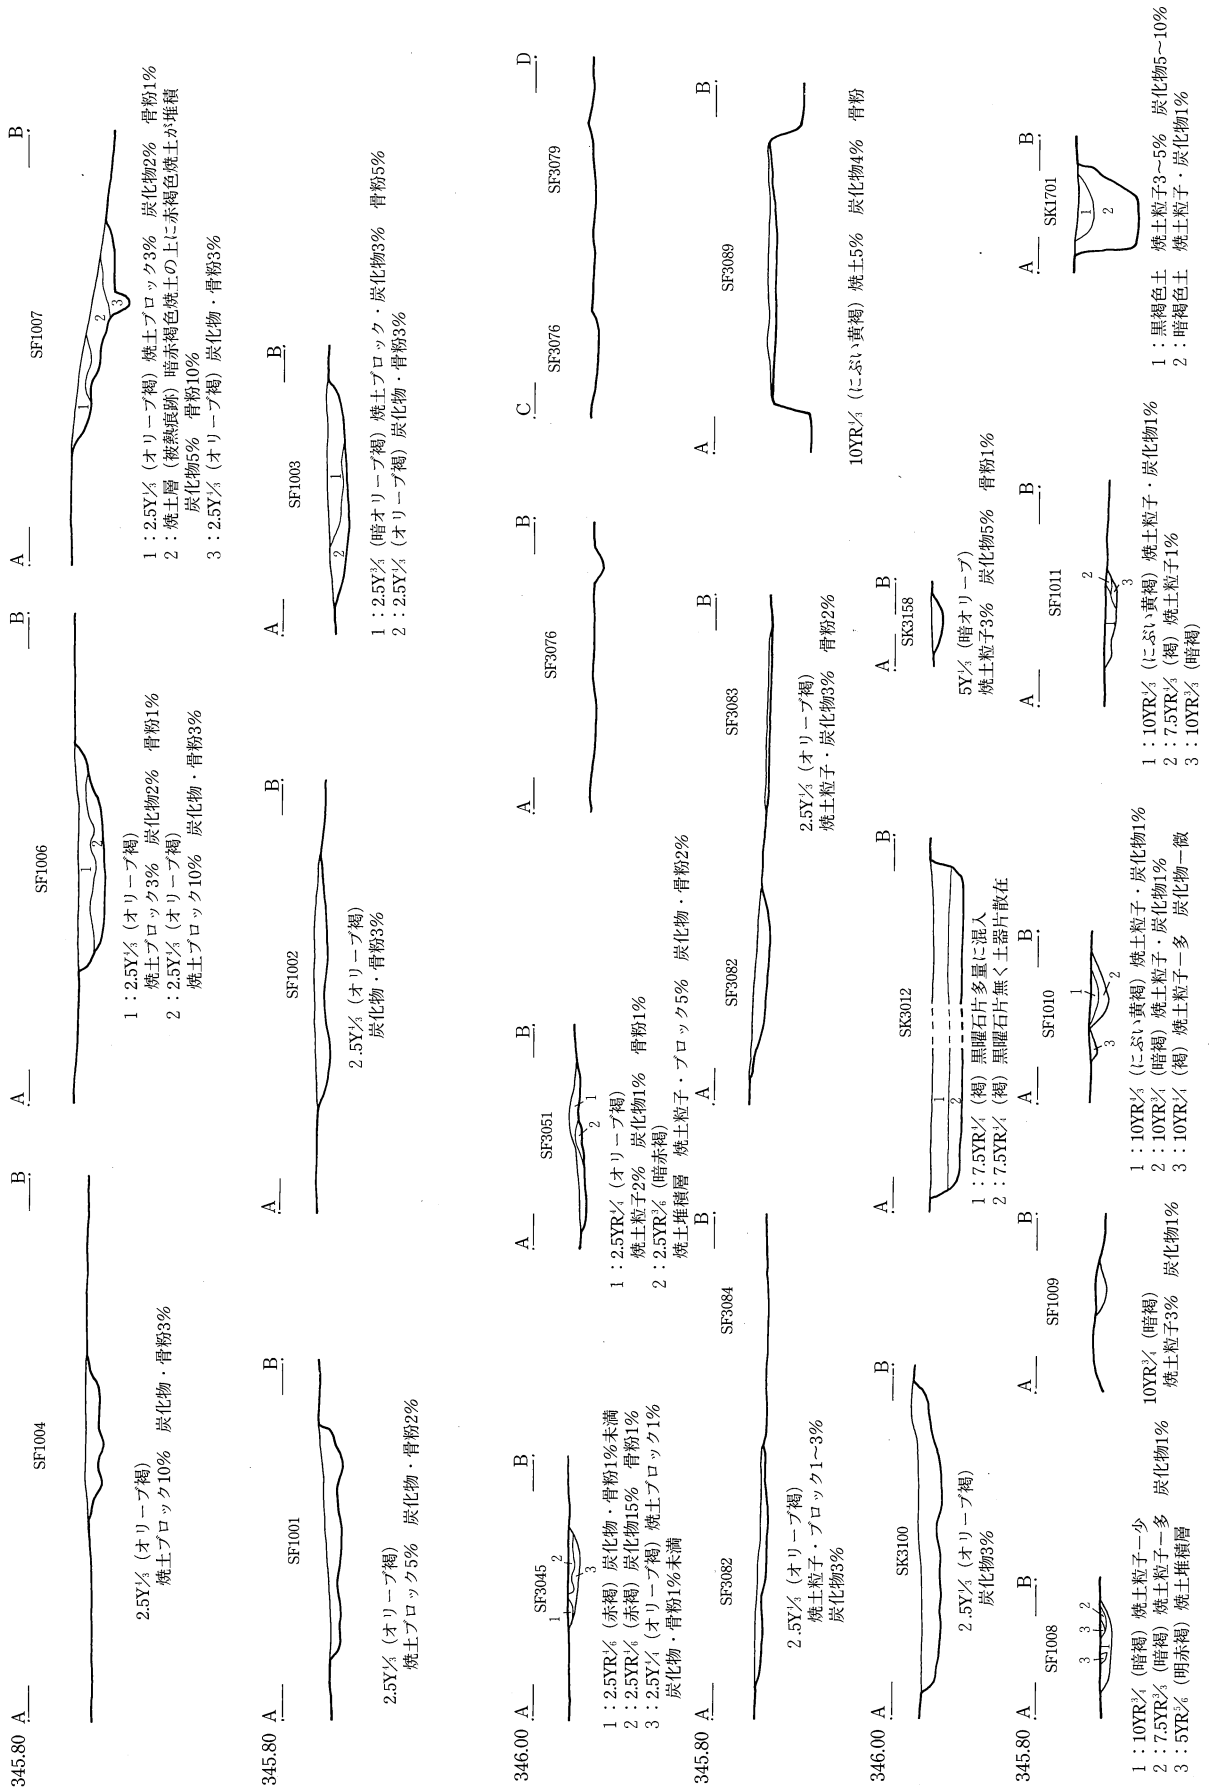 345.80 A B
SF1004
2.5Y4/3（オリーブ褐）
焼土ブロック10%　炭化物・骨粉3%
A B
SF1006
1：2.5Y4/3（オリーブ褐）
焼土ブロック3%　炭化物2%　骨粉1%
2：2.5Y4/3（オリーブ褐）
焼土ブロック10%　炭化物・骨粉3%
1
2
A B
SF1007
1
2
3
1：2.5Y4/3（オリーブ褐）焼土ブロック3%　炭化物2%　骨粉1%
2：焼土層（被熱痕跡）暗赤褐色焼土の上に赤褐色焼土が堆積
炭化物5%　骨粉10%
3：2.5Y4/3（オリーブ褐）炭化物・骨粉3%
345.80 A B
SF1001
2.5Y4/3（オリーブ褐）
焼土ブロック5%　炭化物・骨粉2%
A B
SF1002
2.5Y4/3（オリーブ褐）
炭化物・骨粉3%
A B
SF1003
2
1
1：2.5Y3/3（暗オリーブ褐）焼土ブロック・炭化物3%　骨粉5%
2：2.5Y4/3（オリーブ褐）炭化物・骨粉3%
346.00 A B
SF3045
1
2
3
1：2.5YR4/6（赤褐）炭化物・骨粉1%未満
2：2.5YR4/6（赤褐）炭化物15%　骨粉1%
3：2.5Y4/3（オリーブ褐）焼土ブロック1%
炭化物・骨粉1%未満
A B
SF3051
2
1
1：2.5YR4/4（オリーブ褐）
焼土粒子2%　炭化物1%　骨粉1%
2：2.5YR3/6（暗赤褐）
焼土堆積層　焼土粒子・ブロック5%　炭化物・骨粉2%
A B
SF3076
C D
SF3076 SF3079
345.80 A B
SF3082 SF3084
2.5Y4/3（オリーブ褐）
焼土粒子・ブロック1～3%
炭化物3%
A B
SF3082 SF3083
2.5Y4/3（オリーブ褐）
焼土粒子・炭化物3%　骨粉2%
A B
SF3089
10YR4/3（にぶい黄褐）焼土5%　炭化物4%　骨粉
346.00 A B
SK3100
2.5Y4/3（オリーブ褐）
炭化物3%
A B
SK3012
1
2
1：7.5YR4/4（褐）黒曜石片多量に混入
2：7.5YR4/4（褐）黒曜石片無く土器片散在
A B
SK3158
5Y4/3（暗オリーブ）
焼土粒子3%　炭化物5%　骨粉1%
345.80 A B
SF1008
3 1 3 2
1：10YR3/4（暗褐）焼土粒子－少
2：7.5YR3/3（暗褐）焼土粒子－多　炭化物1%
3：5YR5/6（明赤褐）焼土堆積層
A B
SF1009
10YR3/4（暗褐）
焼土粒子3%　炭化物1%
A B
SF1010
3
1
2
1：10YR4/3（にぶい黄褐）焼土粒子・炭化物1%
2：10YR3/4（暗褐）焼土粒子・炭化物1%
3：10YR4/4（褐）焼土粒子－多　炭化物－微
A B
SF1011
2
3
1：10YR4/3（にぶい黄褐）焼土粒子・炭化物1%
2：7.5YR4/3（褐）焼土粒子1%
3：10YR3/3（暗褐）
A B
SK1701
1
2
1：黒褐色土　焼土粒子3～5%　炭化物5～10%
2：暗褐色土　焼土粒子・炭化物1%